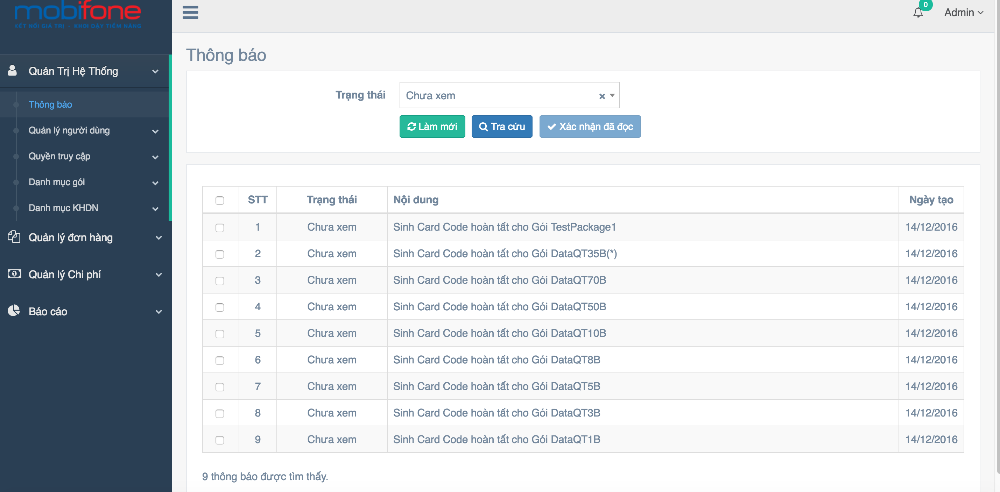 mobifone
KẾT NỐI GIÁ TRỊ - KHƠI DẬY TIỀM NĂNG
0
Admin
Quản Trị Hệ Thống
Thông báo
Quản lý người dùng
Quyền truy cập
Danh mục gói
Danh mục KHDN
Quản lý đơn hàng
Quản lý Chi phí
Báo cáo
Thông báo
Trạng thái Chưa xem
Làm mới Tra cứu Xác nhận đã đọc
STT Trạng thái Nội dung Ngày tạo
1 Chưa xem Sinh Card Code hoàn tất cho Gói TestPackage1 14/12/2016
2 Chưa xem Sinh Card Code hoàn tất cho Gói DataQT35B(*) 14/12/2016
3 Chưa xem Sinh Card Code hoàn tất cho Gói DataQT70B 14/12/2016
4 Chưa xem Sinh Card Code hoàn tất cho Gói DataQT50B 14/12/2016
5 Chưa xem Sinh Card Code hoàn tất cho Gói DataQT10B 14/12/2016
6 Chưa xem Sinh Card Code hoàn tất cho Gói DataQT8B 14/12/2016
7 Chưa xem Sinh Card Code hoàn tất cho Gói DataQT5B 14/12/2016
8 Chưa xem Sinh Card Code hoàn tất cho Gói DataQT3B 14/12/2016
9 Chưa xem Sinh Card Code hoàn tất cho Gói DataQT1B 14/12/2016
9 thông báo được tìm thấy.